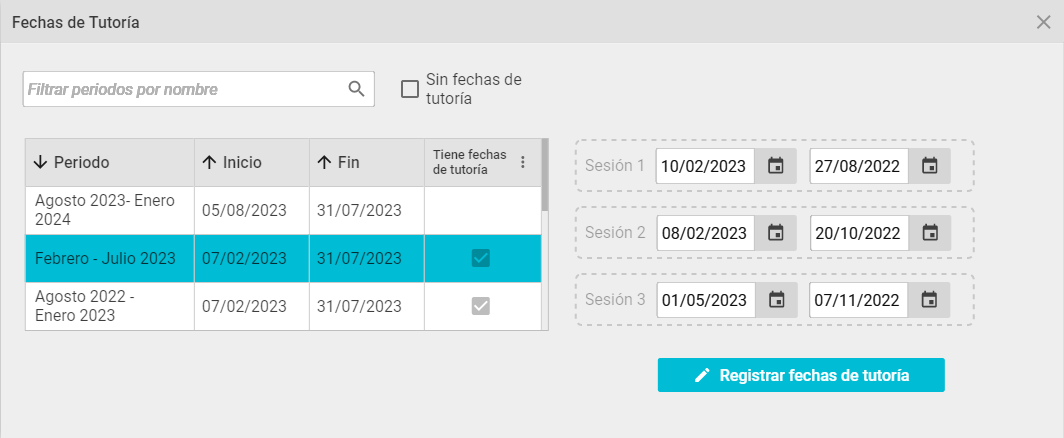 Fechas de Tutoría
Filtrar periodos por nombre
Sin fechas de
tutoría
Periodo Inicio Fin Tiene fechas
de tutoría
Agosto 2023- Enero
2024
05/08/2023 31/07/2023
Febrero - Julio 2023 07/02/2023 31/07/2023
Agosto 2022 -
Enero 2023
07/02/2023 31/07/2023
Sesión 1 10/02/2023 27/08/2022
Sesión 2 08/02/2023 20/10/2022
Sesión 3 01/05/2023 07/11/2022
Registrar fechas de tutoría